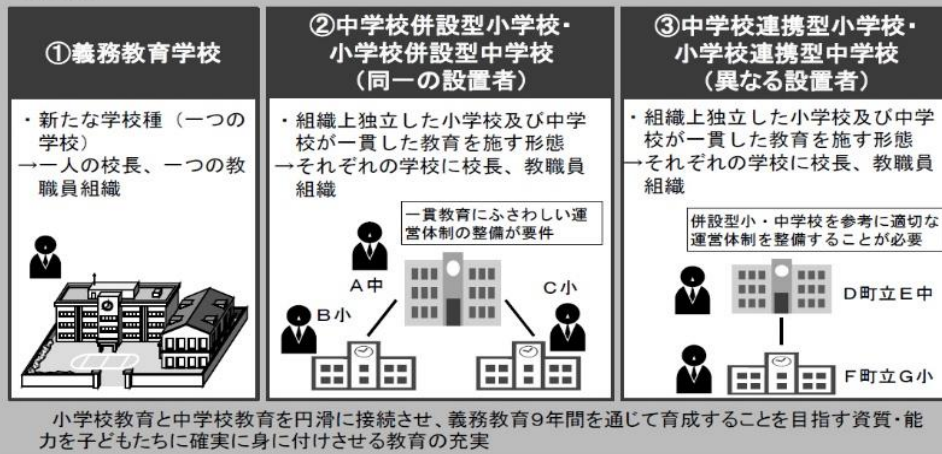 ①義務教育学校
・新たな学校種（一つの
学校）
→一人の校長、一つの教
職員組織
②中学校併設型小学校・
小学校併設型中学校
（同一の設置者）
・組織上独立した小学校及び中学
校が一貫した教育を施す形態
→それぞれの学校に校長、教職員
組織
一貫教育にふさわしい運
営体制の整備が要件
A中
B小
C小
③中学校連携型小学校・
小学校連携型中学校
（異なる設置者）
・組織上独立した小学校及び中学
校が一貫した教育を施す形態
→それぞれの学校に校長、教職員
組織
併設型小・中学校を参考に適切な
運営体制を整備することが必要
D町立E中
F町立G小
小学校教育と中学校教育を円滑に接続させ、義務教育9年間を通じて育成することを目指す資質・能
力を子どもたちに確実に身に付けさせる教育の充実